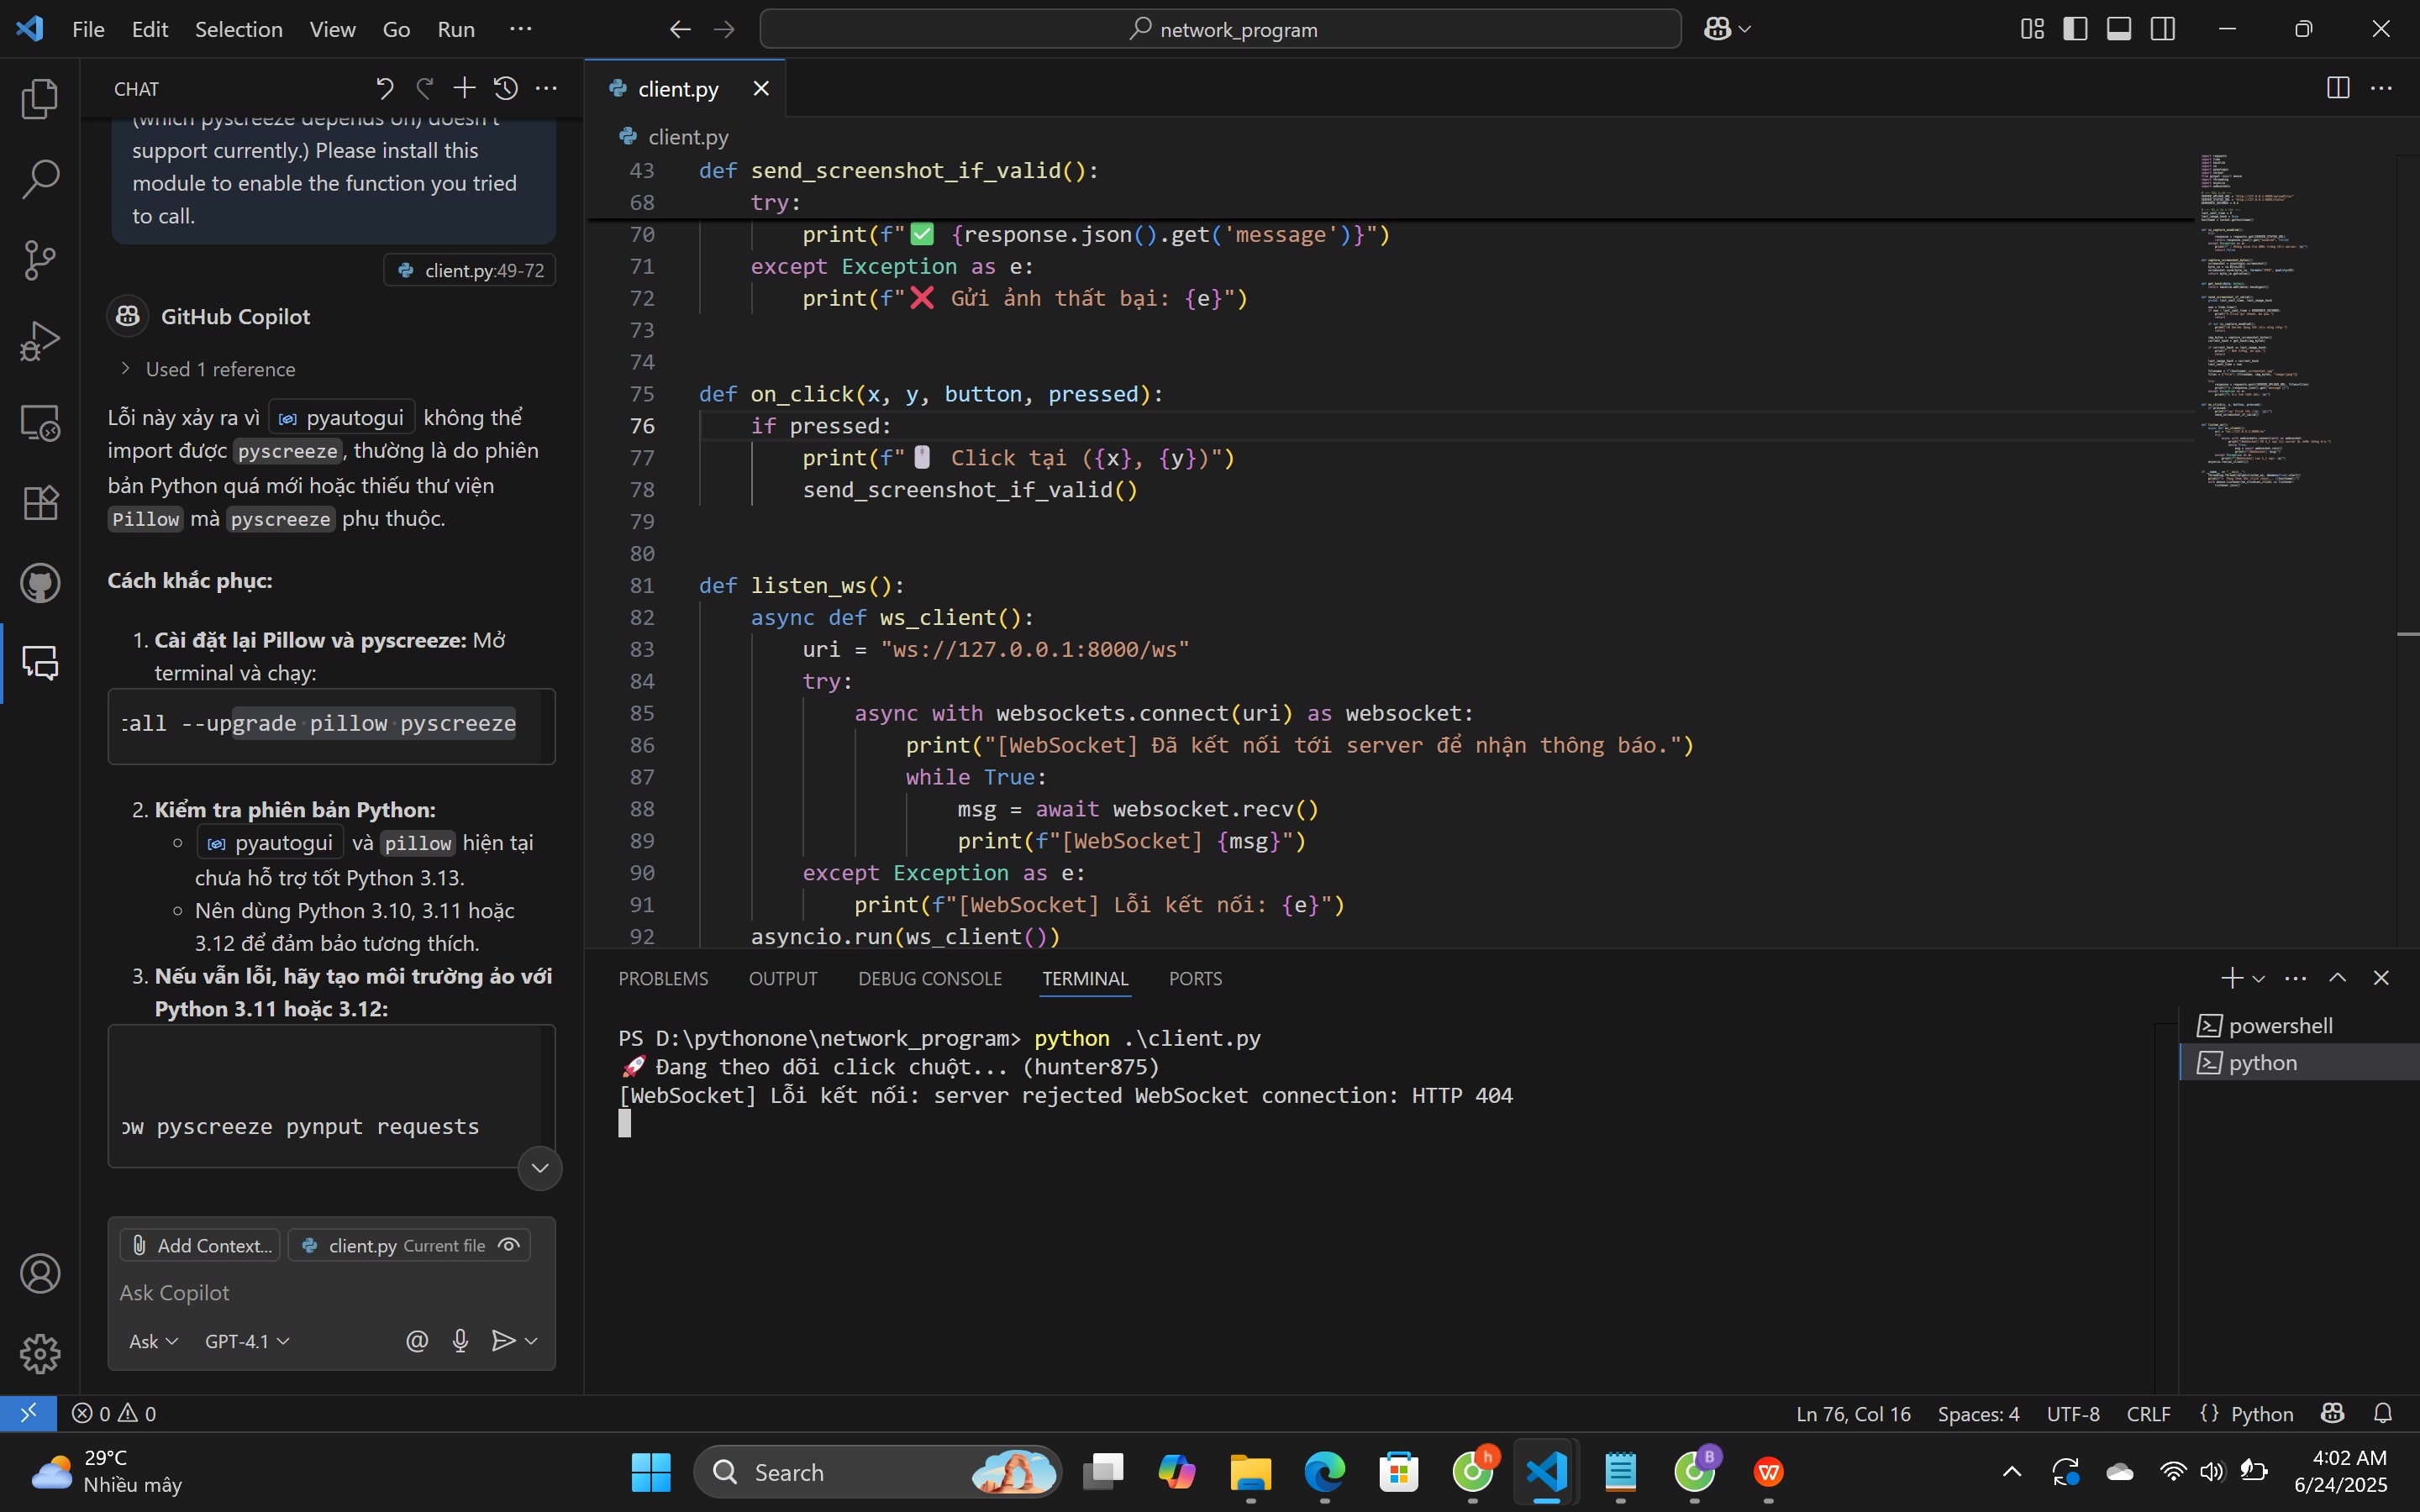 File Edit Selection View Go Run ···
network_program
CHAT
(which pyscreeze depends on) doesn't
support currently.) Please install this
module to enable the function you tried
to call.
client.py:49-72
GitHub Copilot
Used 1 reference
Lỗi này xảy ra vì pyautogui không thể
import được pyscreeze, thường là do phiên
bản Python quá mới hoặc thiếu thư viện
Pillow mà pyscreeze phụ thuộc.
Cách khắc phục:
1. Cài đặt lại Pillow và pyscreeze: Mở
terminal và chạy:
call --upgrade pillow pyscreeze
2. Kiểm tra phiên bản Python:
○ pyautogui và pillow hiện tại
chưa hỗ trợ tốt Python 3.13.
○ Nên dùng Python 3.10, 3.11 hoặc
3.12 để đảm bảo tương thích.
3. Nếu vẫn lỗi, hãy tạo môi trường ảo với
Python 3.11 hoặc 3.12:
ow pyscreeze pynput requests
Add Context...
client.py Current file
Ask Copilot
Ask
GPT-4.1
client.py
client.py
43 def send_screenshot_if_valid():
68 try:
70 print(f"✅ {response.json().get('message')}")
71 except Exception as e:
72 print(f"❌ Gửi ảnh thất bại: {e}")
73
74
75 def on_click(x, y, button, pressed):
76 if pressed:
77 print(f"🖱️ Click tại ({x}, {y})")
78 send_screenshot_if_valid()
79
80
81 def listen_ws():
82 async def ws_client():
83 uri = "ws://127.0.0.1:8000/ws"
84 try:
85 async with websockets.connect(uri) as websocket:
86 print("[WebSocket] Đã kết nối tới server để nhận thông báo.")
87 while True:
88 msg = await websocket.recv()
89 print(f"[WebSocket] {msg}")
90 except Exception as e:
91 print(f"[WebSocket] Lỗi kết nối: {e}")
92 asyncio.run(ws_client())
PROBLEMS OUTPUT DEBUG CONSOLE TERMINAL PORTS
PS D:\pythonone\network_program> python .\client.py
🚀 Đang theo dõi click chuột... (hunter875)
[WebSocket] Lỗi kết nối: server rejected WebSocket connection: HTTP 404
powershell
python
0 0
Ln 76, Col 16 Spaces: 4 UTF-8 CRLF {} Python
29°C
Nhiều mây
Search
4:02 AM
6/24/2025